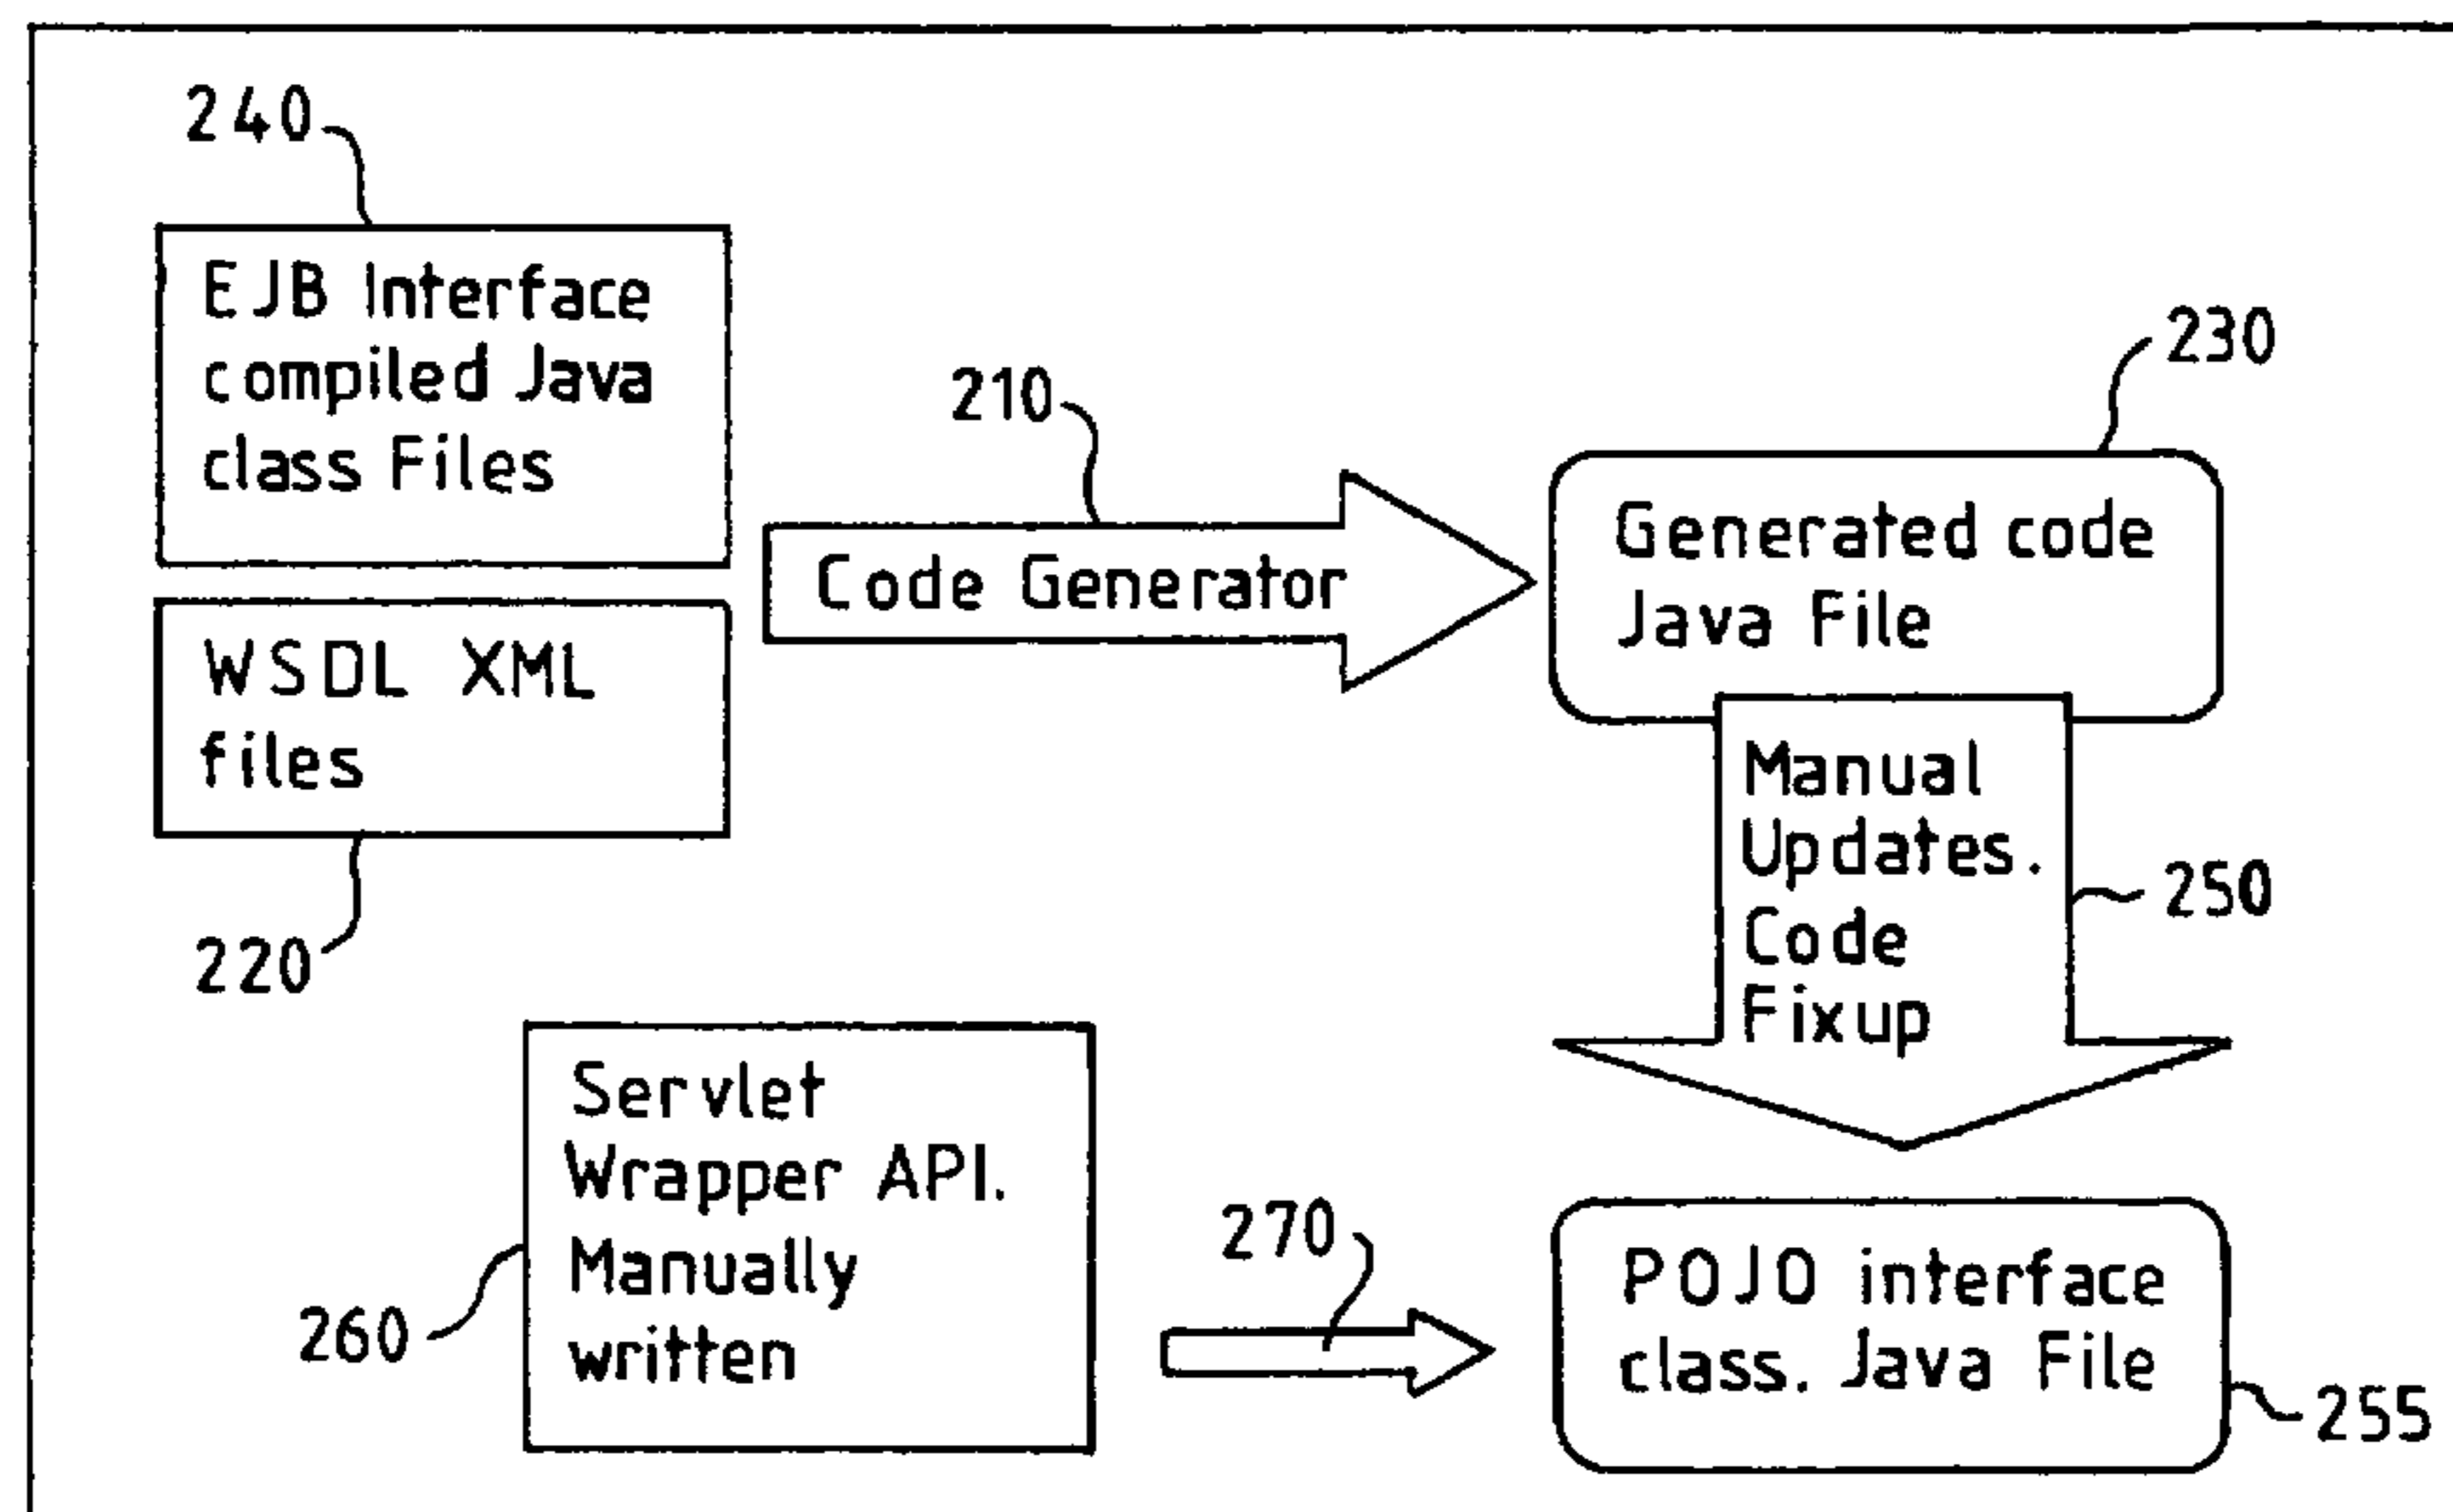 240
EJB Interface
compiled Java
class Files
WSDL XML
files
220
210
Code Generator
230
Generated code
Java File
Manual
Updates.
Code
Fixup
250
Servlet
Wrapper API.
Manually
written
260
270
POJO interface
class. Java File
255